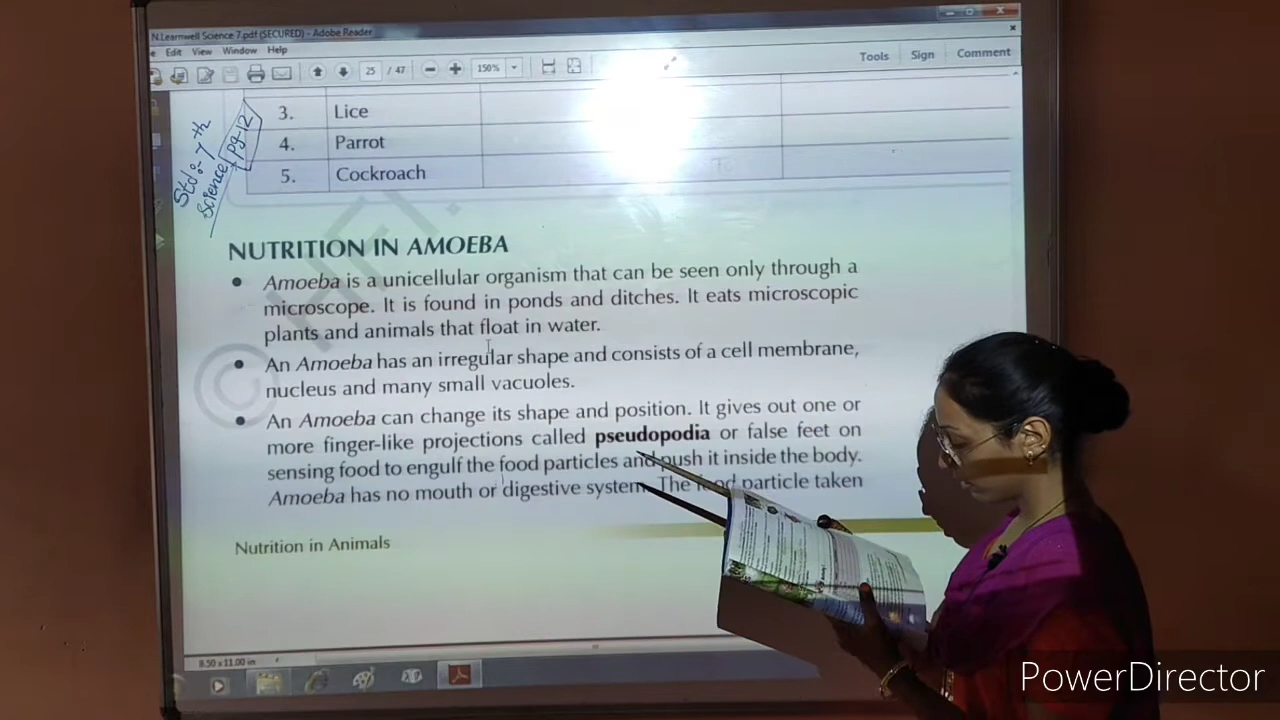 N.Learnwell Science 7.pdf (SECURED) - Adobe Reader
Edit View Window Help
25 / 47 150% Tools Sign Comment
3. Lice
4. Parrot
5. Cockroach
Std:- 7th
Science
Pg-12
NUTRITION IN AMOEBA
• Amoeba is a unicellular organism that can be seen only through a
microscope. It is found in ponds and ditches. It eats microscopic
plants and animals that float in water.
• An Amoeba has an irregular shape and consists of a cell membrane,
nucleus and many small vacuoles.
• An Amoeba can change its shape and position. It gives out one or
more finger-like projections called pseudopodia or false feet on
sensing food to engulf the food particles and push it inside the body.
Amoeba has no mouth or digestive system. The food particle taken
Nutrition in Animals
8.50 x 11.00 in
PowerDirector